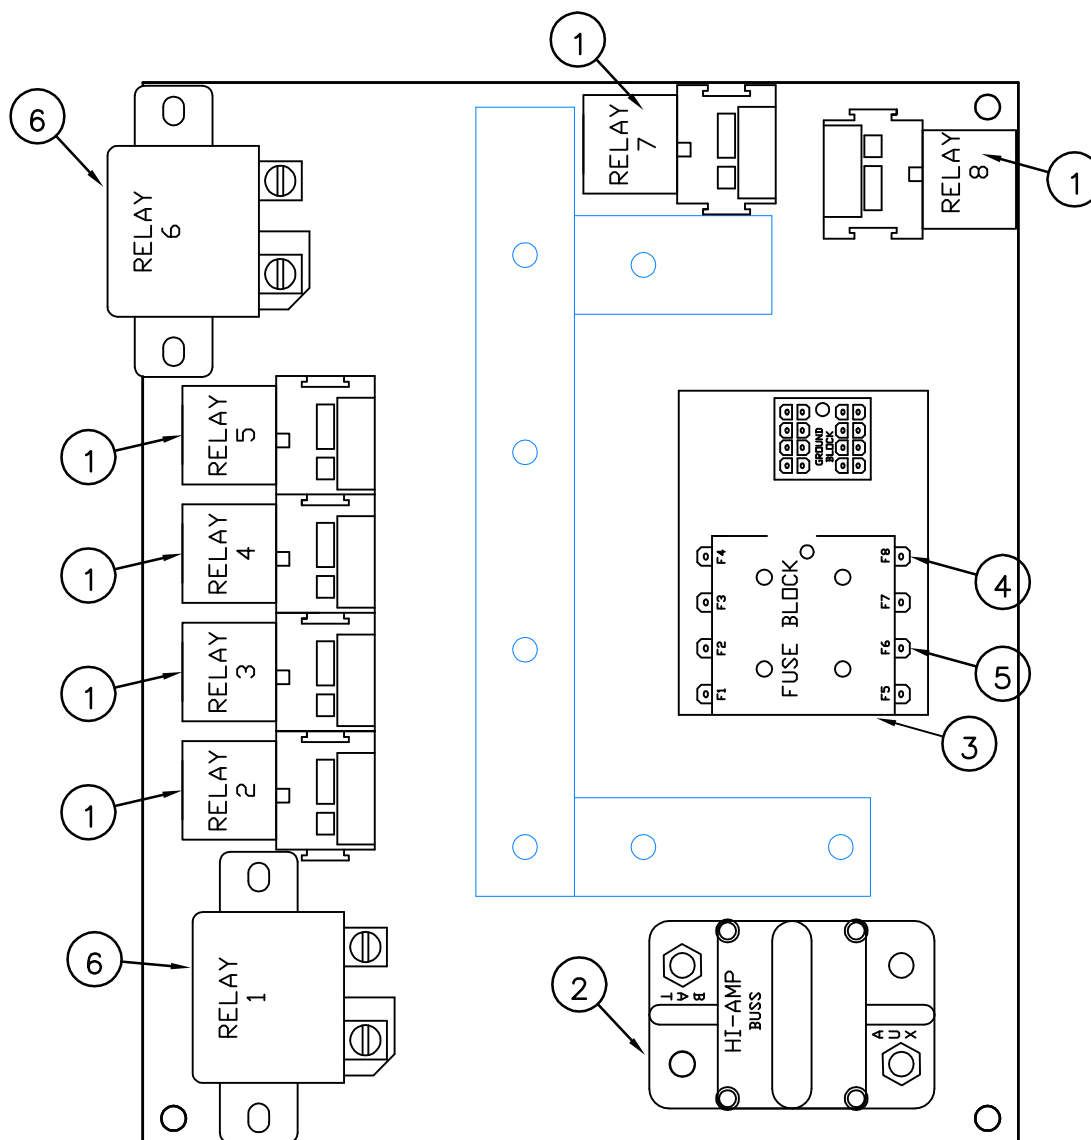 1
6
RELAY
7
RELAY
8
1
RELAY
6
1
RELAY
5
GROUND
BLOCK
1
RELAY
4
F4
F8
4
F3
F7
FUSE BLOCK
1
RELAY
3
F2
F6
5
F1
F5
3
1
RELAY
2
6
RELAY
1
2
BAT
HI-AMP
BUSS
AUX